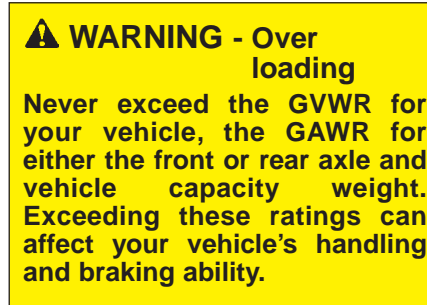 ⚠ WARNING - Over
loading
Never exceed the GVWR for
your vehicle, the GAWR for
either the front or rear axle and
vehicle capacity weight.
Exceeding these ratings can
affect your vehicle's handling
and braking ability.